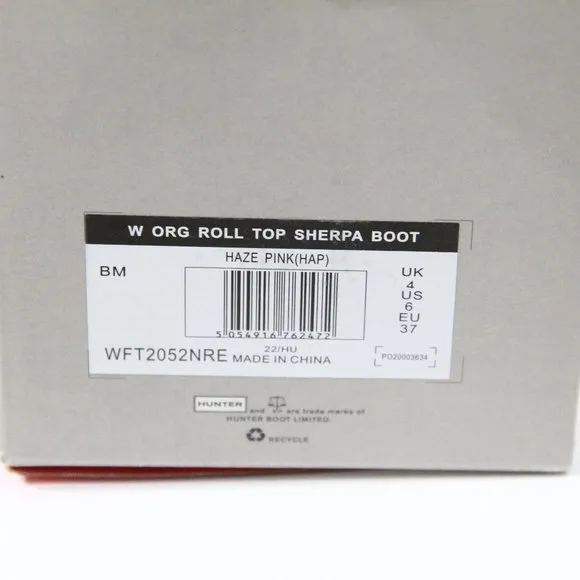 W ORG ROLL TOP SHERPA BOOT
HAZE PINK(HAP)
BM
UK
4
US
6
EU
37
5 054916 762472
22/HU
WFT2052NRE MADE IN CHINA
PO20003634
HUNTER and are trade marks of
HUNTER BOOT LIMITED.
RECYCLE